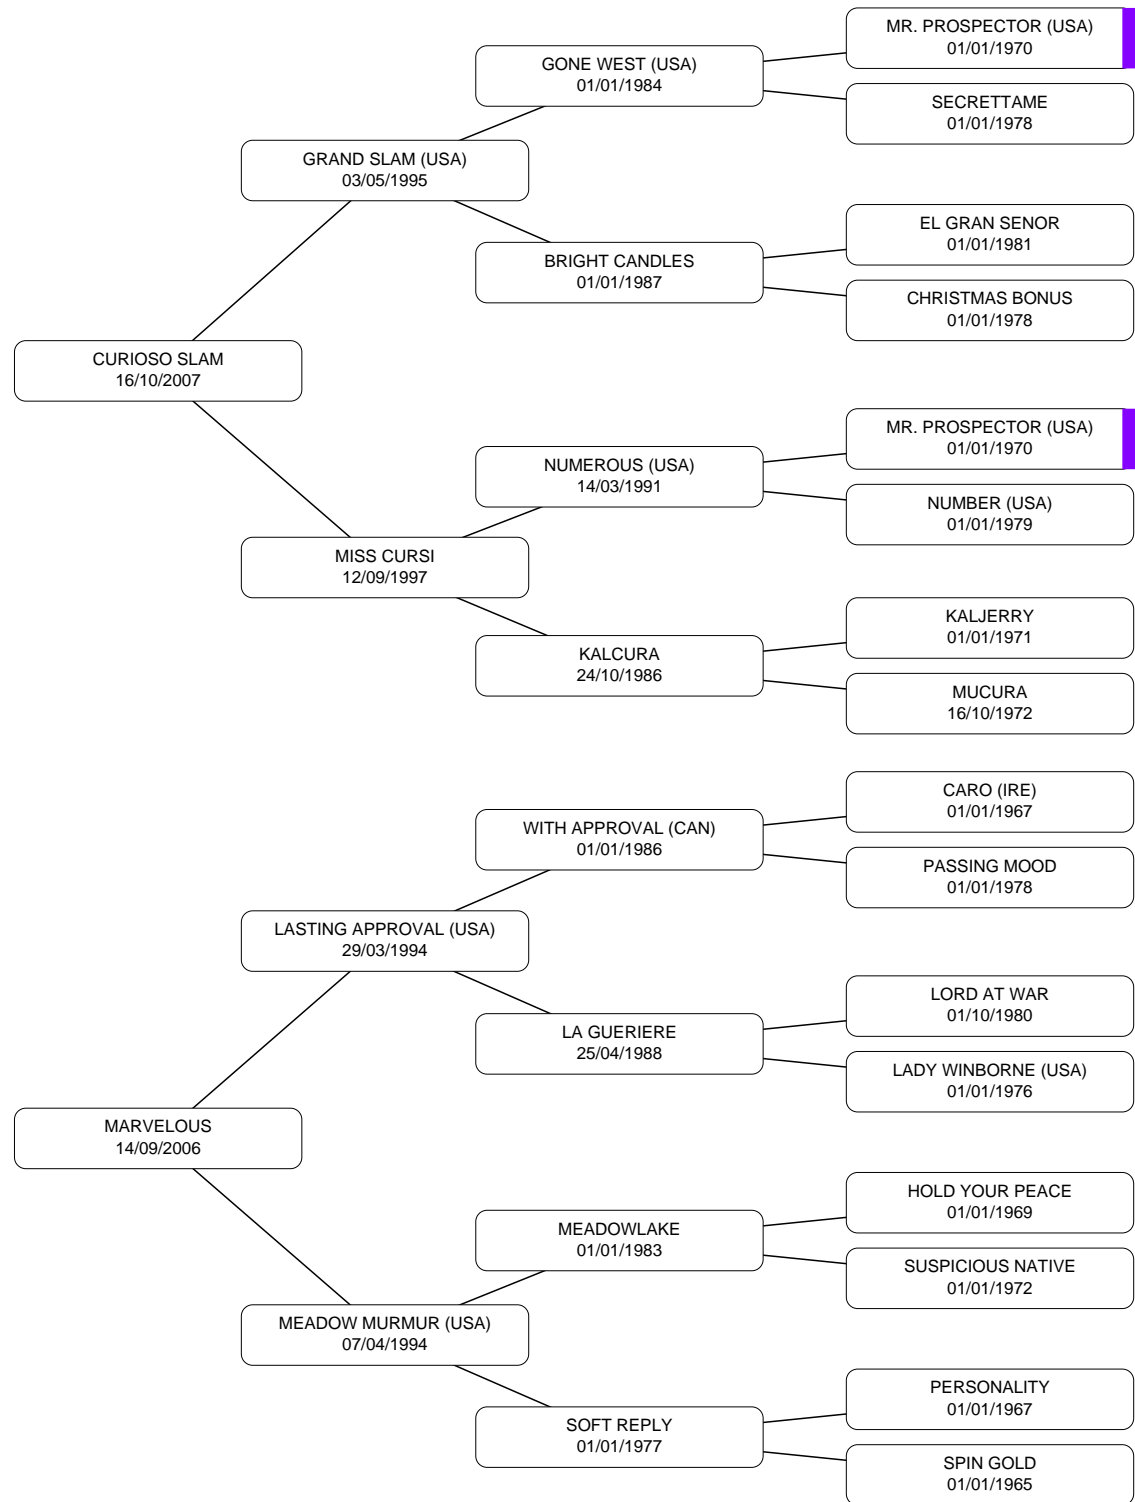 MR. PROSPECTOR (USA)
01/01/1970
GONE WEST (USA)
01/01/1984
SECRETTAME
01/01/1978
GRAND SLAM (USA)
03/05/1995
EL GRAN SENOR
01/01/1981
BRIGHT CANDLES
01/01/1987
CHRISTMAS BONUS
01/01/1978
CURIOSO SLAM
16/10/2007
MR. PROSPECTOR (USA)
01/01/1970
NUMEROUS (USA)
14/03/1991
NUMBER (USA)
01/01/1979
MISS CURSI
12/09/1997
KALJERRY
01/01/1971
KALCURA
24/10/1986
MUCURA
16/10/1972
CARO (IRE)
01/01/1967
WITH APPROVAL (CAN)
01/01/1986
PASSING MOOD
01/01/1978
LASTING APPROVAL (USA)
29/03/1994
LORD AT WAR
01/10/1980
LA GUERIERE
25/04/1988
LADY WINBORNE (USA)
01/01/1976
MARVELOUS
14/09/2006
HOLD YOUR PEACE
01/01/1969
MEADOWLAKE
01/01/1983
SUSPICIOUS NATIVE
01/01/1972
MEADOW MURMUR (USA)
07/04/1994
PERSONALITY
01/01/1967
SOFT REPLY
01/01/1977
SPIN GOLD
01/01/1965